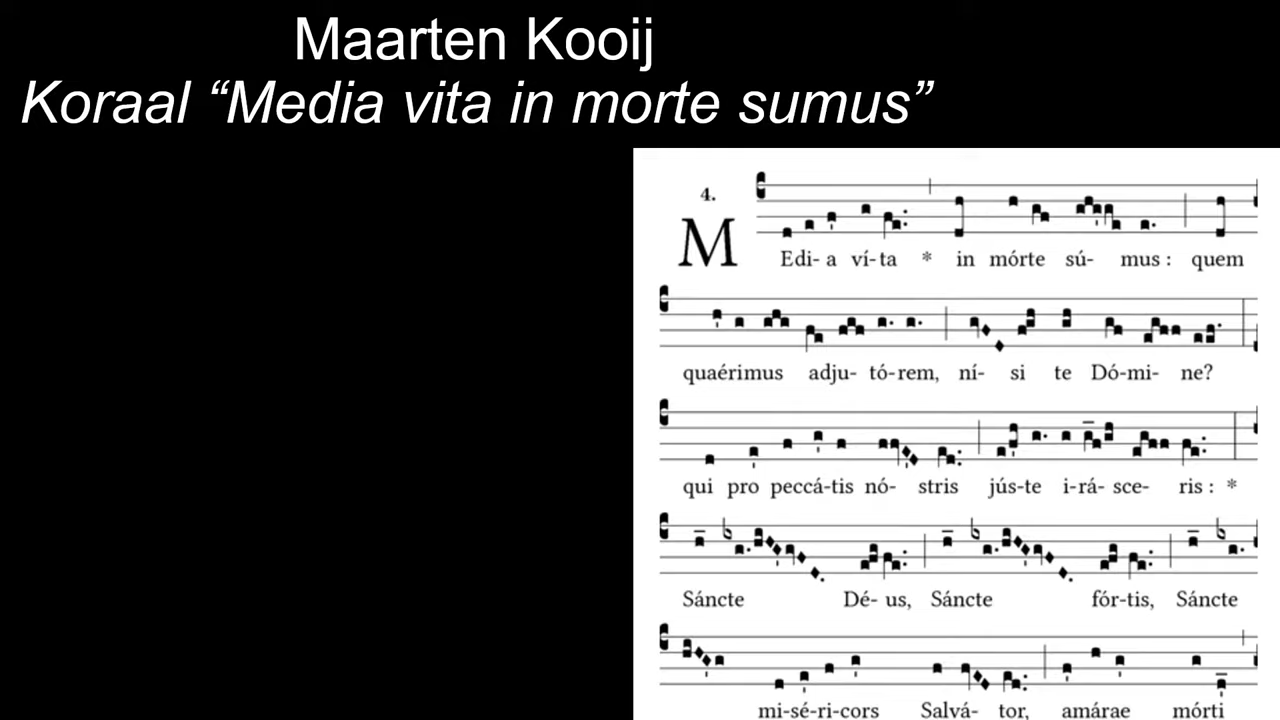 Maarten Kooij
Koraal “Media vita in morte sumus”
4.
M Edi- a ví-ta * in mórte sú- mus : quem
quaérimus adju- tó-rem, ní- si te Dó-mi- ne?
qui pro peccá-tis nó- stris jús-te i-rá- sce- ris : *
Sáncte Dé- us, Sáncte fór-tis, Sáncte
mi-sé-ri-cors Salvá- tor, amárae mórti